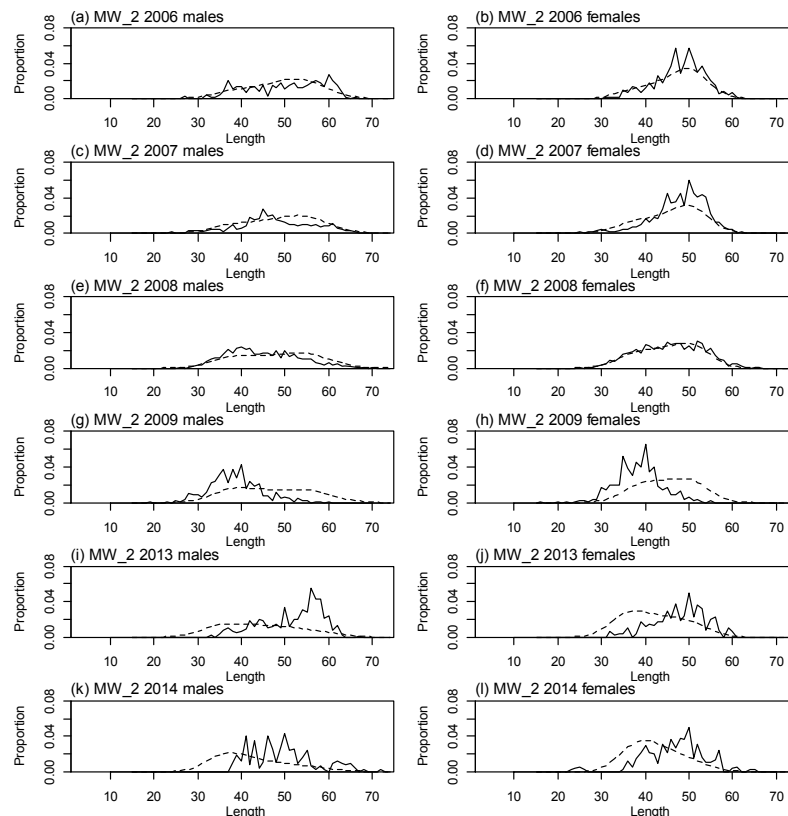 (a) MW_2 2006 males
Proportion
0.00 0.04 0.08
10 20 30 40 50 60 70
Length
(b) MW_2 2006 females
Proportion
0.00 0.04 0.08
10 20 30 40 50 60 70
Length
(c) MW_2 2007 males
Proportion
0.00 0.04 0.08
10 20 30 40 50 60 70
Length
(d) MW_2 2007 females
Proportion
0.00 0.04 0.08
10 20 30 40 50 60 70
Length
(e) MW_2 2008 males
Proportion
0.00 0.04 0.08
10 20 30 40 50 60 70
Length
(f) MW_2 2008 females
Proportion
0.00 0.04 0.08
10 20 30 40 50 60 70
Length
(g) MW_2 2009 males
Proportion
0.00 0.04 0.08
10 20 30 40 50 60 70
Length
(h) MW_2 2009 females
Proportion
0.00 0.04 0.08
10 20 30 40 50 60 70
Length
(i) MW_2 2013 males
Proportion
0.00 0.04 0.08
10 20 30 40 50 60 70
Length
(j) MW_2 2013 females
Proportion
0.00 0.04 0.08
10 20 30 40 50 60 70
Length
(k) MW_2 2014 males
Proportion
0.00 0.04 0.08
10 20 30 40 50 60 70
Length
(l) MW_2 2014 females
Proportion
0.00 0.04 0.08
10 20 30 40 50 60 70
Length